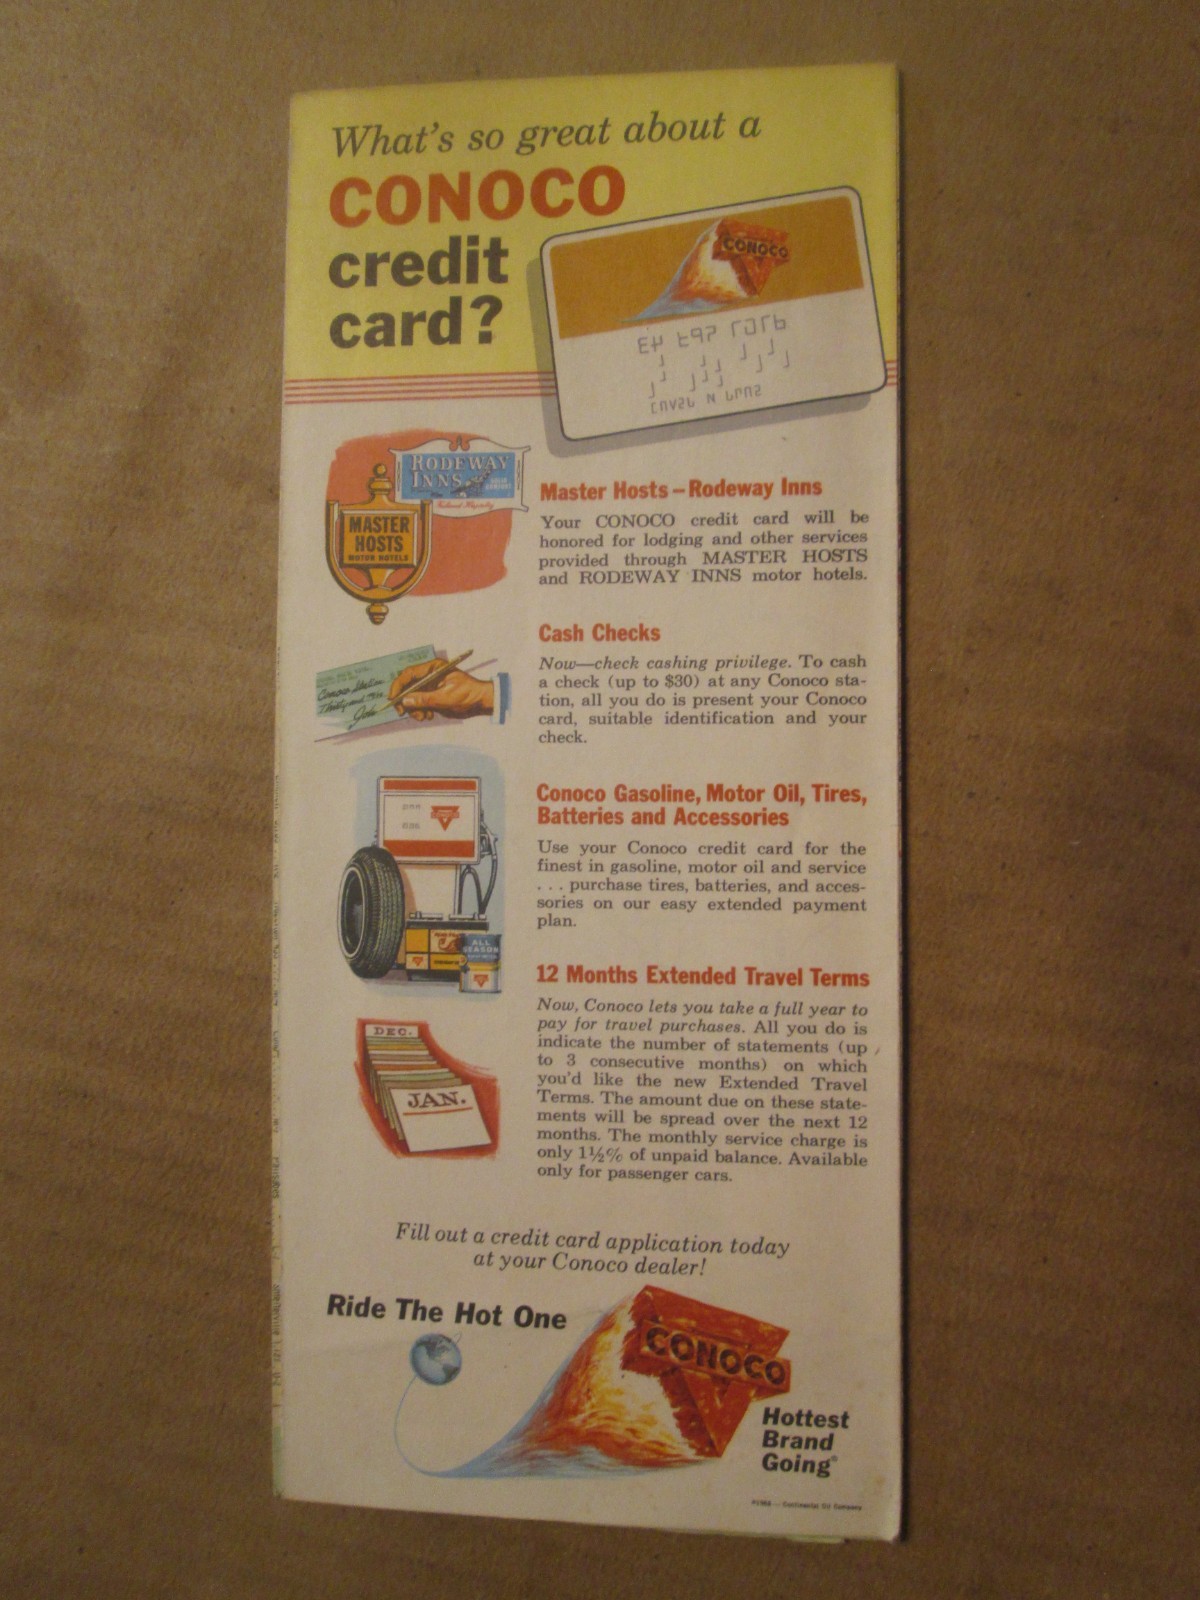 What's so great about a
CONOCO
credit
card?
CONOCO
RODEWAY
INNS
MASTER
HOSTS
MOTOR HOTELS
Master Hosts – Rodeway Inns
Your CONOCO credit card will be
honored for lodging and other services
provided through MASTER HOSTS
and RODEWAY INNS motor hotels.
Cash Checks
Now—check cashing privilege. To cash
a check (up to $30) at any Conoco sta-
tion, all you do is present your Conoco
card, suitable identification and your
check.
Conoco Station
Conoco Gasoline, Motor Oil, Tires,
Batteries and Accessories
Use your Conoco credit card for the
finest in gasoline, motor oil and service
. . . purchase tires, batteries, and acces-
sories on our easy extended payment
plan.
ALL
SEASON
12 Months Extended Travel Terms
Now, Conoco lets you take a full year to
pay for travel purchases. All you do is
indicate the number of statements (up
to 3 consecutive months) on which
you'd like the new Extended Travel
Terms. The amount due on these state-
ments will be spread over the next 12
months. The monthly service charge is
only 1½% of unpaid balance. Available
only for passenger cars.
DEC.
JAN.
Fill out a credit card application today
at your Conoco dealer!
Ride The Hot One
CONOCO
Hottest
Brand
Going®
Continental Oil Company